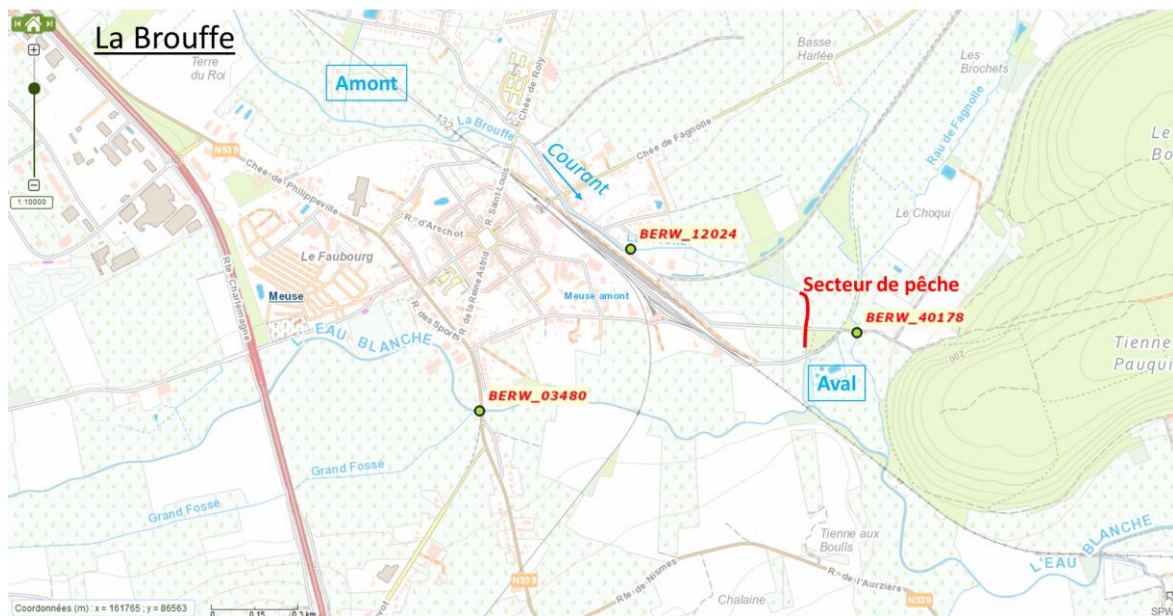 La Brouffe
Terre
du Roi
Amont
La Brouffe
132
Chée de Roly
Basse
Harlée
Les
Brochets
Rau de Fagnolle
N939
Chée de Philippeville
Courant
Chée de Fagnolle
R. Saint-Louis
R. d'Arschot
1:10000
BERW_12024
Le Choqui
Le Faubourg
R. de la Reine Astrid
Rte Charlemagne
Meuse
Meuse amont
Secteur de pêche
R. des Sports
BERW_40178
L'EAU BLANCHE
200
Tienne
Pauqui
Aval
BERW_03480
Grand Fossé
Grand Fossé
Tienne aux
Boulis
L'EAU BLANCHE
Rte de Nismes
R. de l'Aurzière
Chalaine
N939
N939
Coordonnées (m) : x = 161765 ; y = 86563
0 0.15 0.3 km